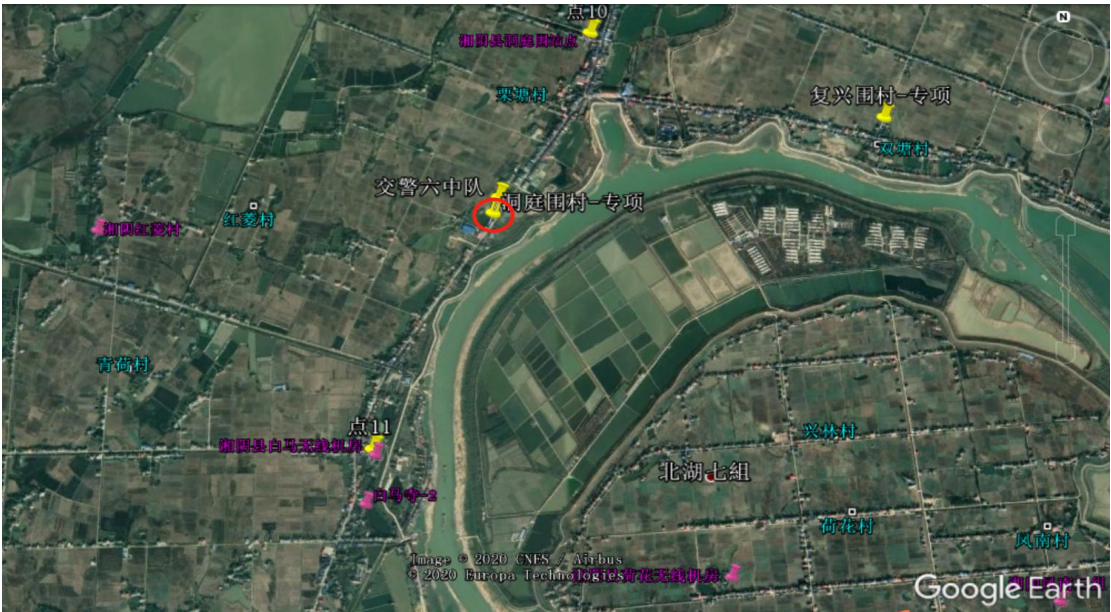 点10
湘阴县洞庭围站点
栗塘村
复兴围村-专项
双塘村
交警六中队
洞庭围村-专项
红菱村
湘阴红菱村
青荷村
点11
湘阴县白马无线机房
兴林村
北湖七组
白马寺-2
荷花村
风南村
Image © 2020 CNES / Airbus
© 2020 Europa Technologies
荷花无线机房
Google Earth
N